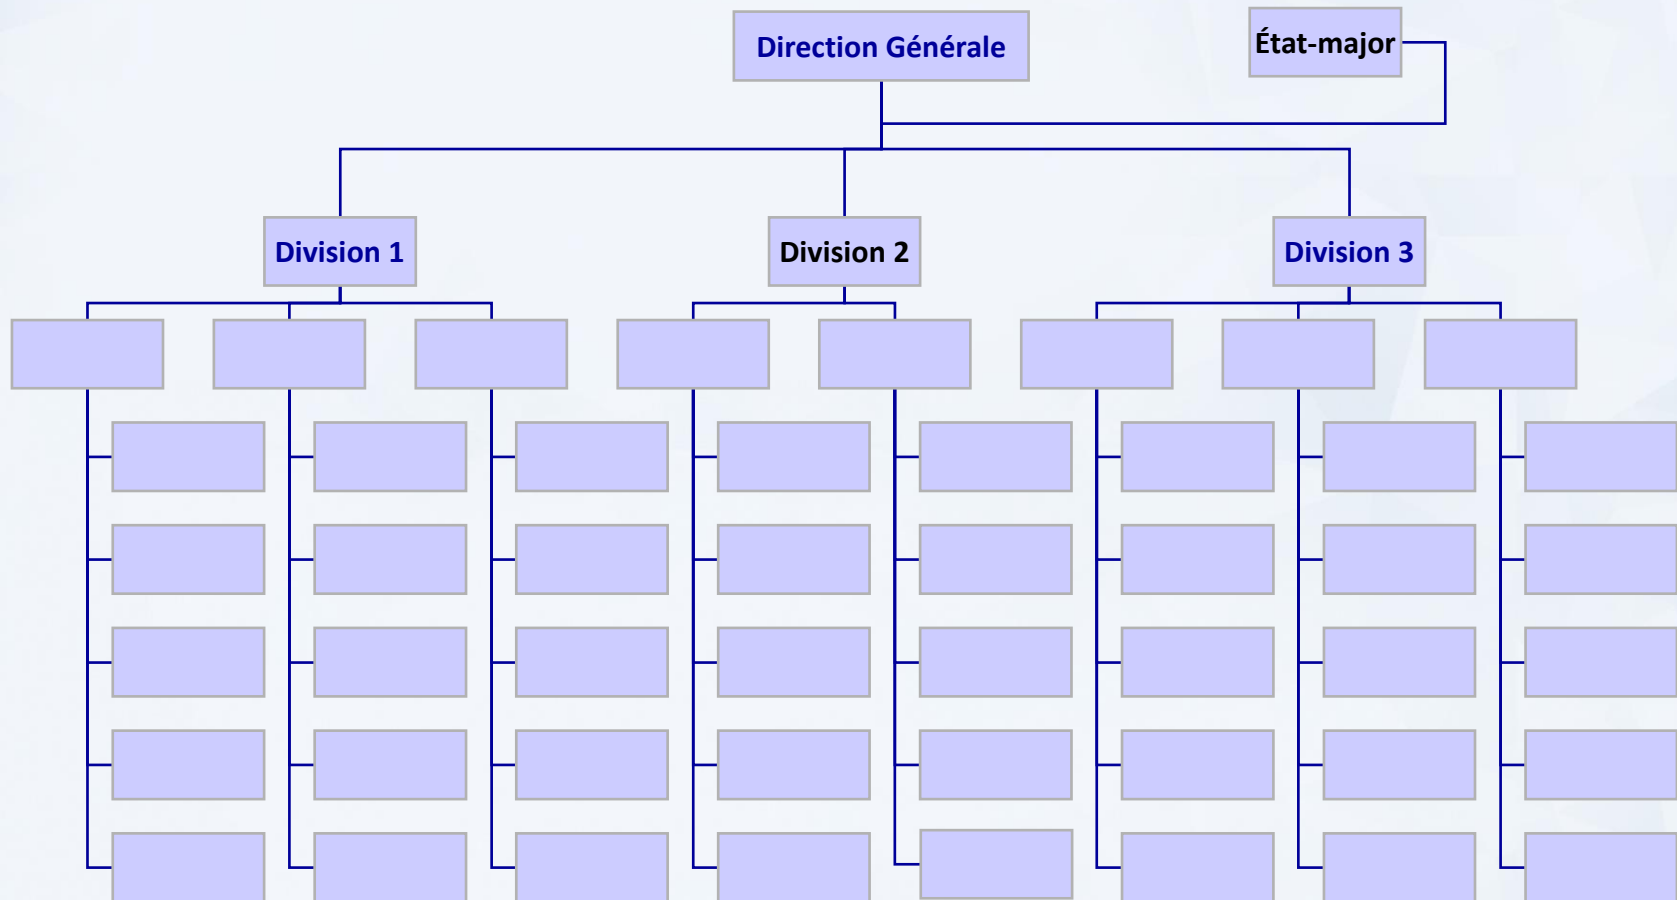 Direction Générale
État-major
Division 1
Division 2
Division 3